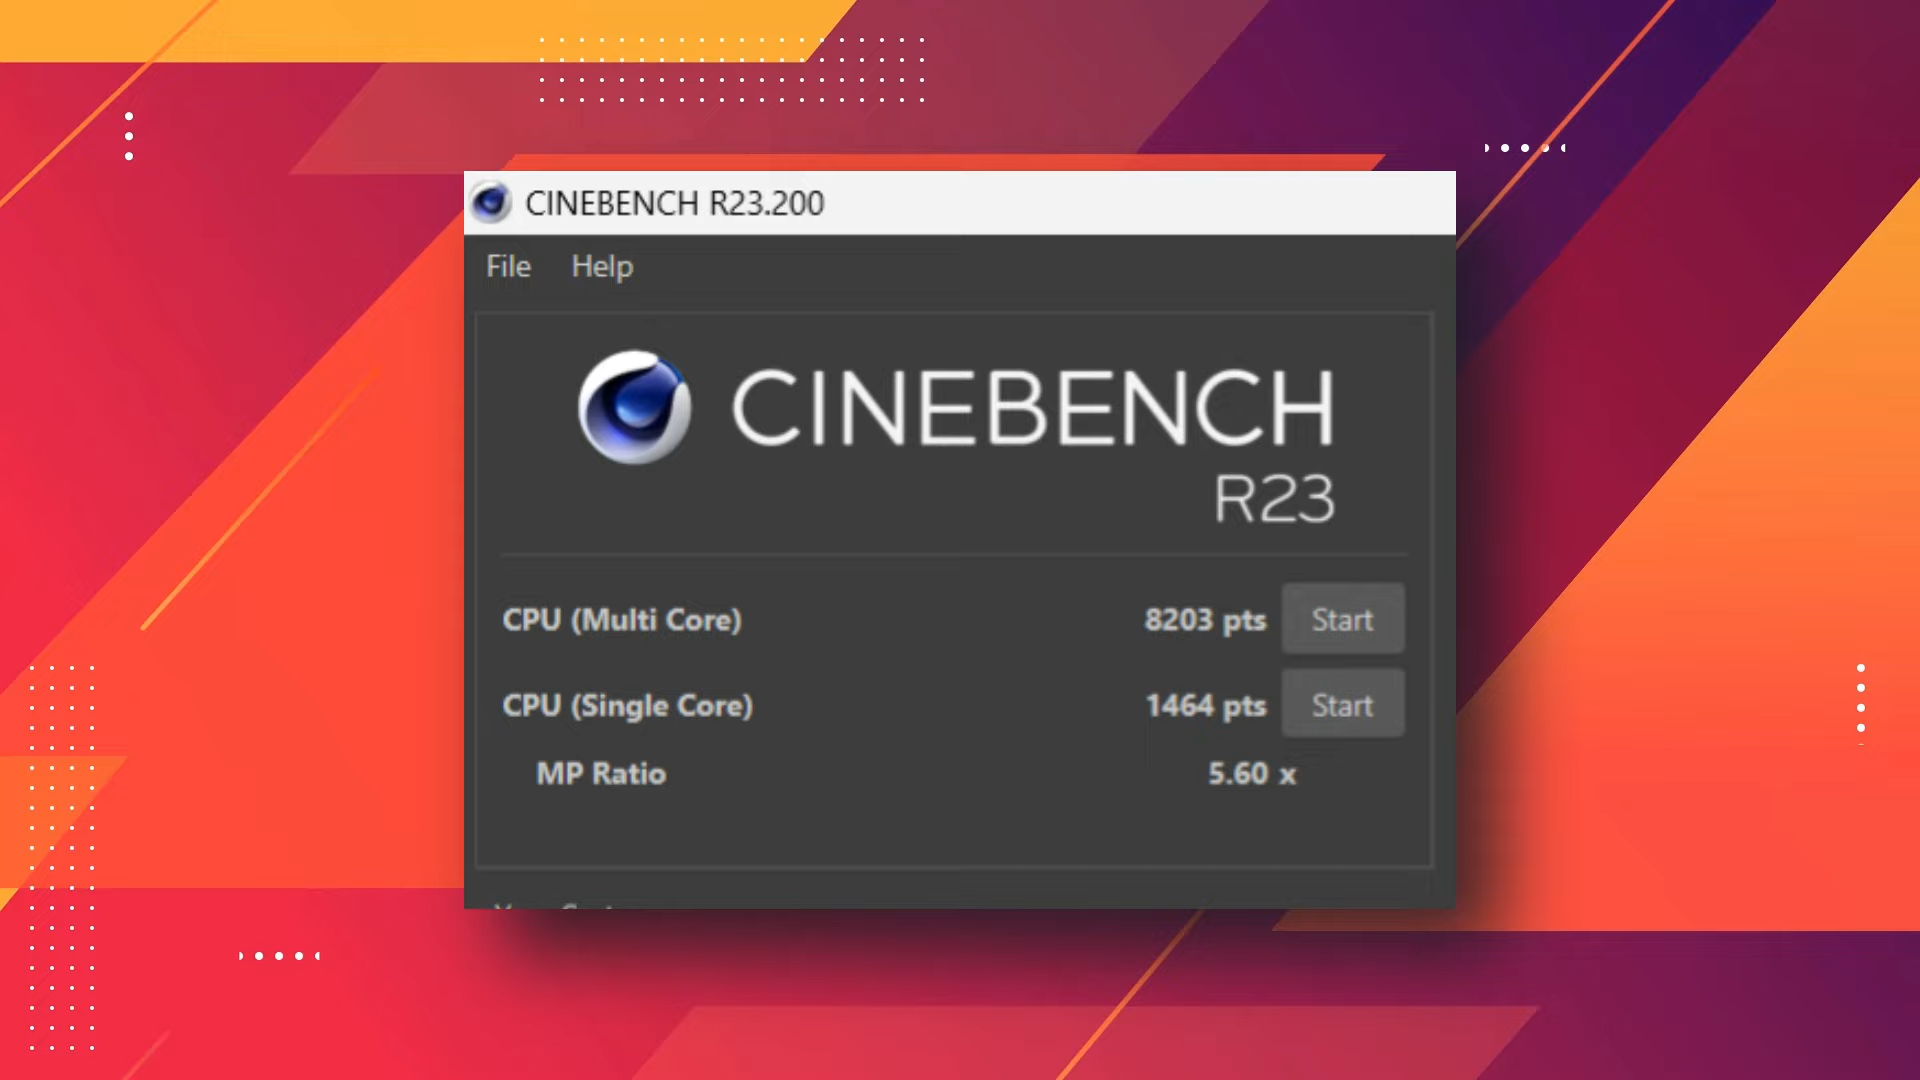 CINEBENCH R23.200
File Help
CINEBENCH
R23
CPU (Multi Core) 8203 pts Start
CPU (Single Core) 1464 pts Start
MP Ratio 5.60 x